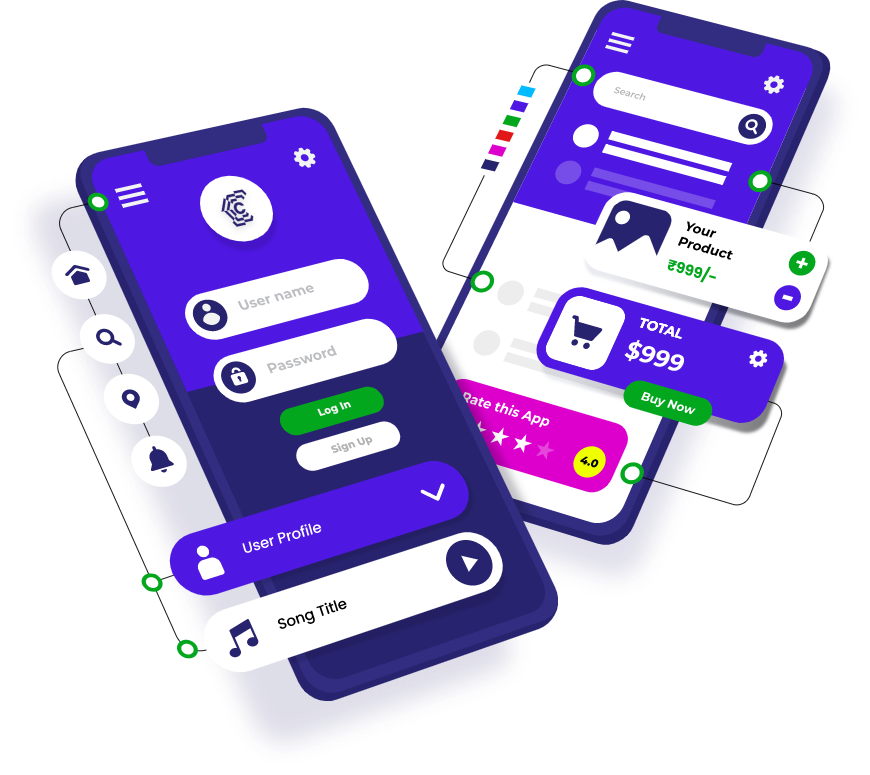 User name
Password
Log In
Sign Up
User Profile
Song Title
Search
Your
Product
₹999/-
TOTAL
$999
Buy Now
Rate this App
4.0